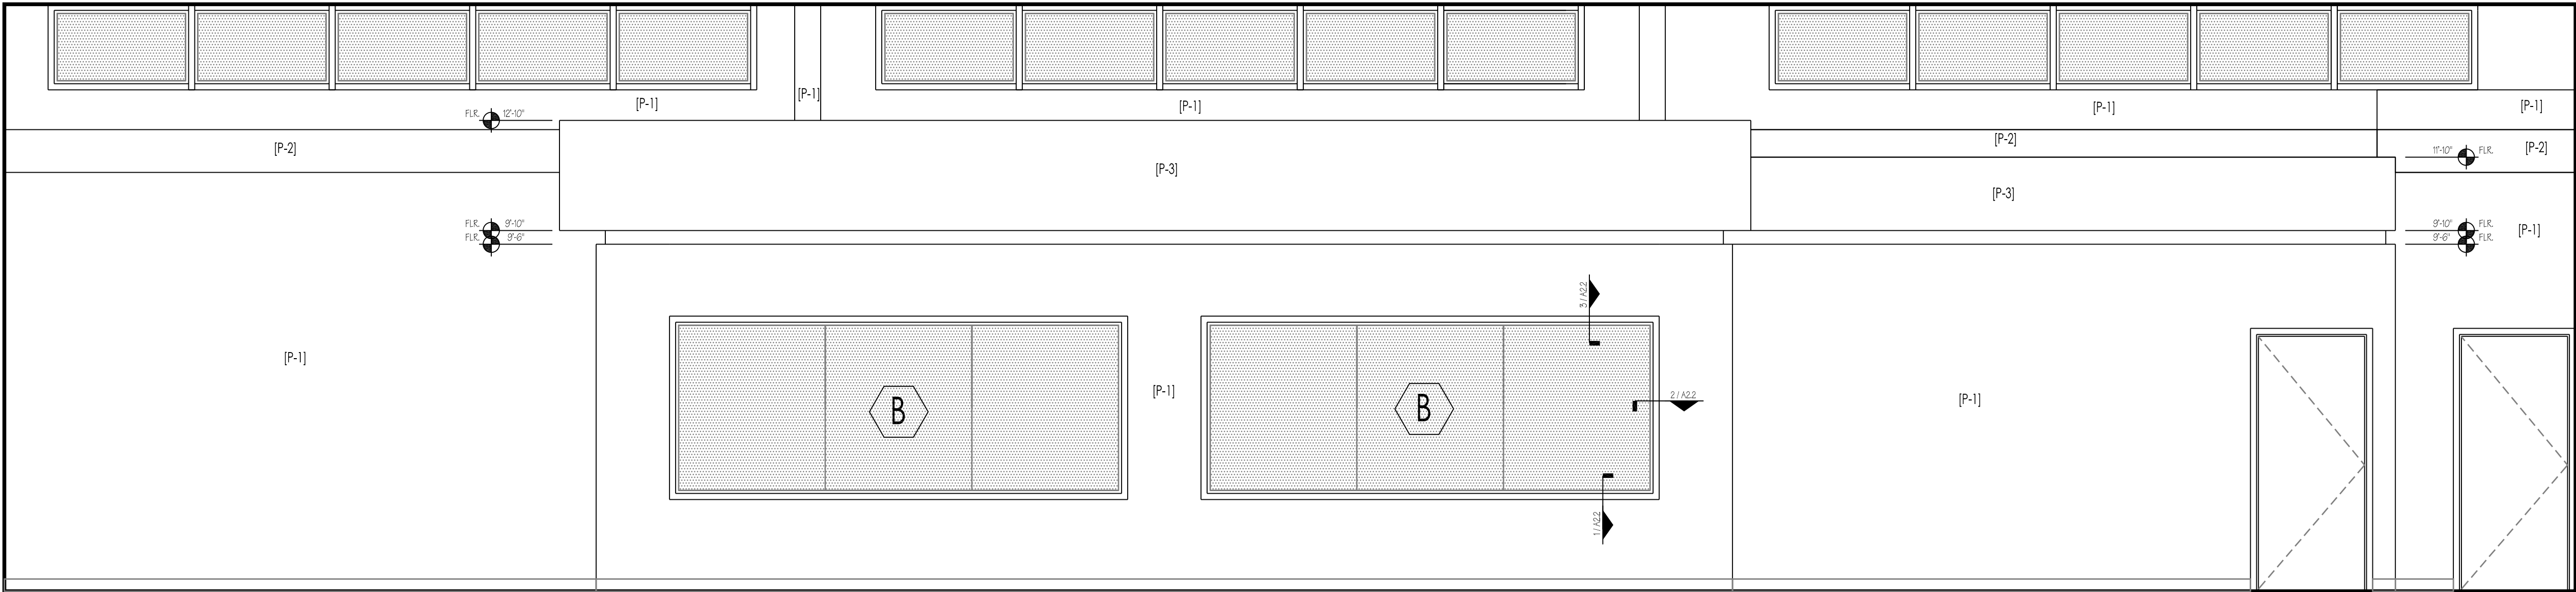 [P-1]
[P-1]
[P-1]
[P-1]
[P-1]
FLR. 12'-10"
[P-2]
[P-2]
[P-2]
11'-10" FLR.
[P-3]
[P-3]
FLR. 9'-10"
FLR. 9'-6"
9'-10" FLR.
9'-6" FLR.
[P-1]
3 / A2.2
[P-1]
B
[P-1]
B
2 / A2.2
[P-1]
1 / A2.2